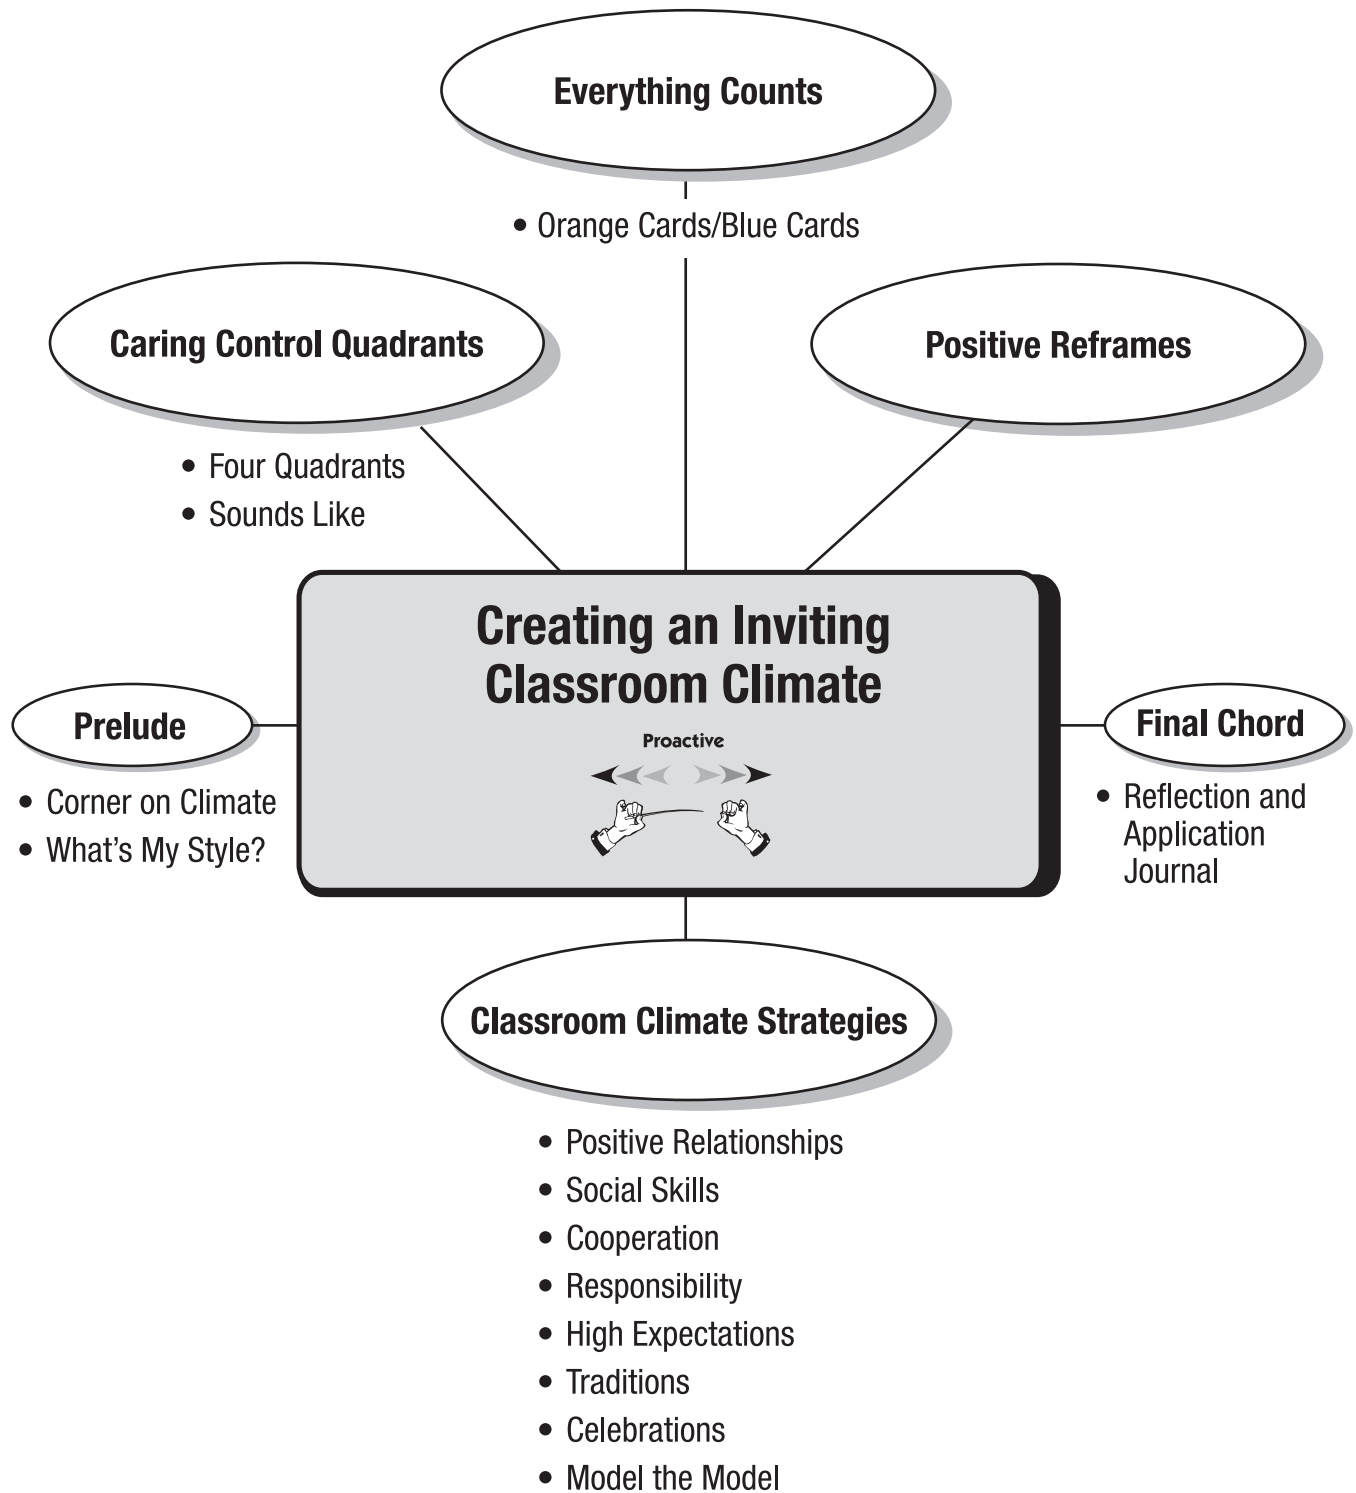 Everything Counts
• Orange Cards/Blue Cards
Caring Control Quadrants
• Four Quadrants
• Sounds Like
Positive Reframes
Creating an Inviting
Classroom Climate
Proactive
Prelude
• Corner on Climate
• What's My Style?
Final Chord
• Reflection and
Application
Journal
Classroom Climate Strategies
• Positive Relationships
• Social Skills
• Cooperation
• Responsibility
• High Expectations
• Traditions
• Celebrations
• Model the Model